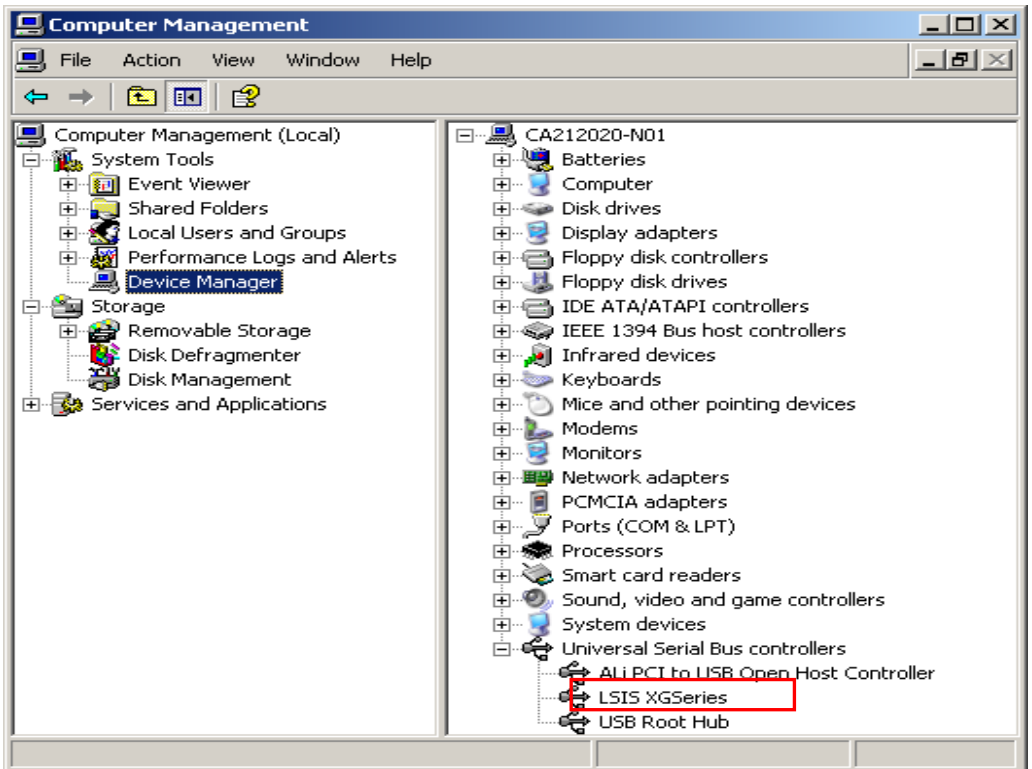 Computer Management
File Action View Window Help
Computer Management (Local)
System Tools
Event Viewer
Shared Folders
Local Users and Groups
Performance Logs and Alerts
Device Manager
Storage
Removable Storage
Disk Defragmenter
Disk Management
Services and Applications
CA212020-N01
Batteries
Computer
Disk drives
Display adapters
Floppy disk controllers
Floppy disk drives
IDE ATA/ATAPI controllers
IEEE 1394 Bus host controllers
Infrared devices
Keyboards
Mice and other pointing devices
Modems
Monitors
Network adapters
PCMCIA adapters
Ports (COM & LPT)
Processors
Smart card readers
Sound, video and game controllers
System devices
Universal Serial Bus controllers
ALi PCI to USB Open Host Controller
LSIS XGSeries
USB Root Hub